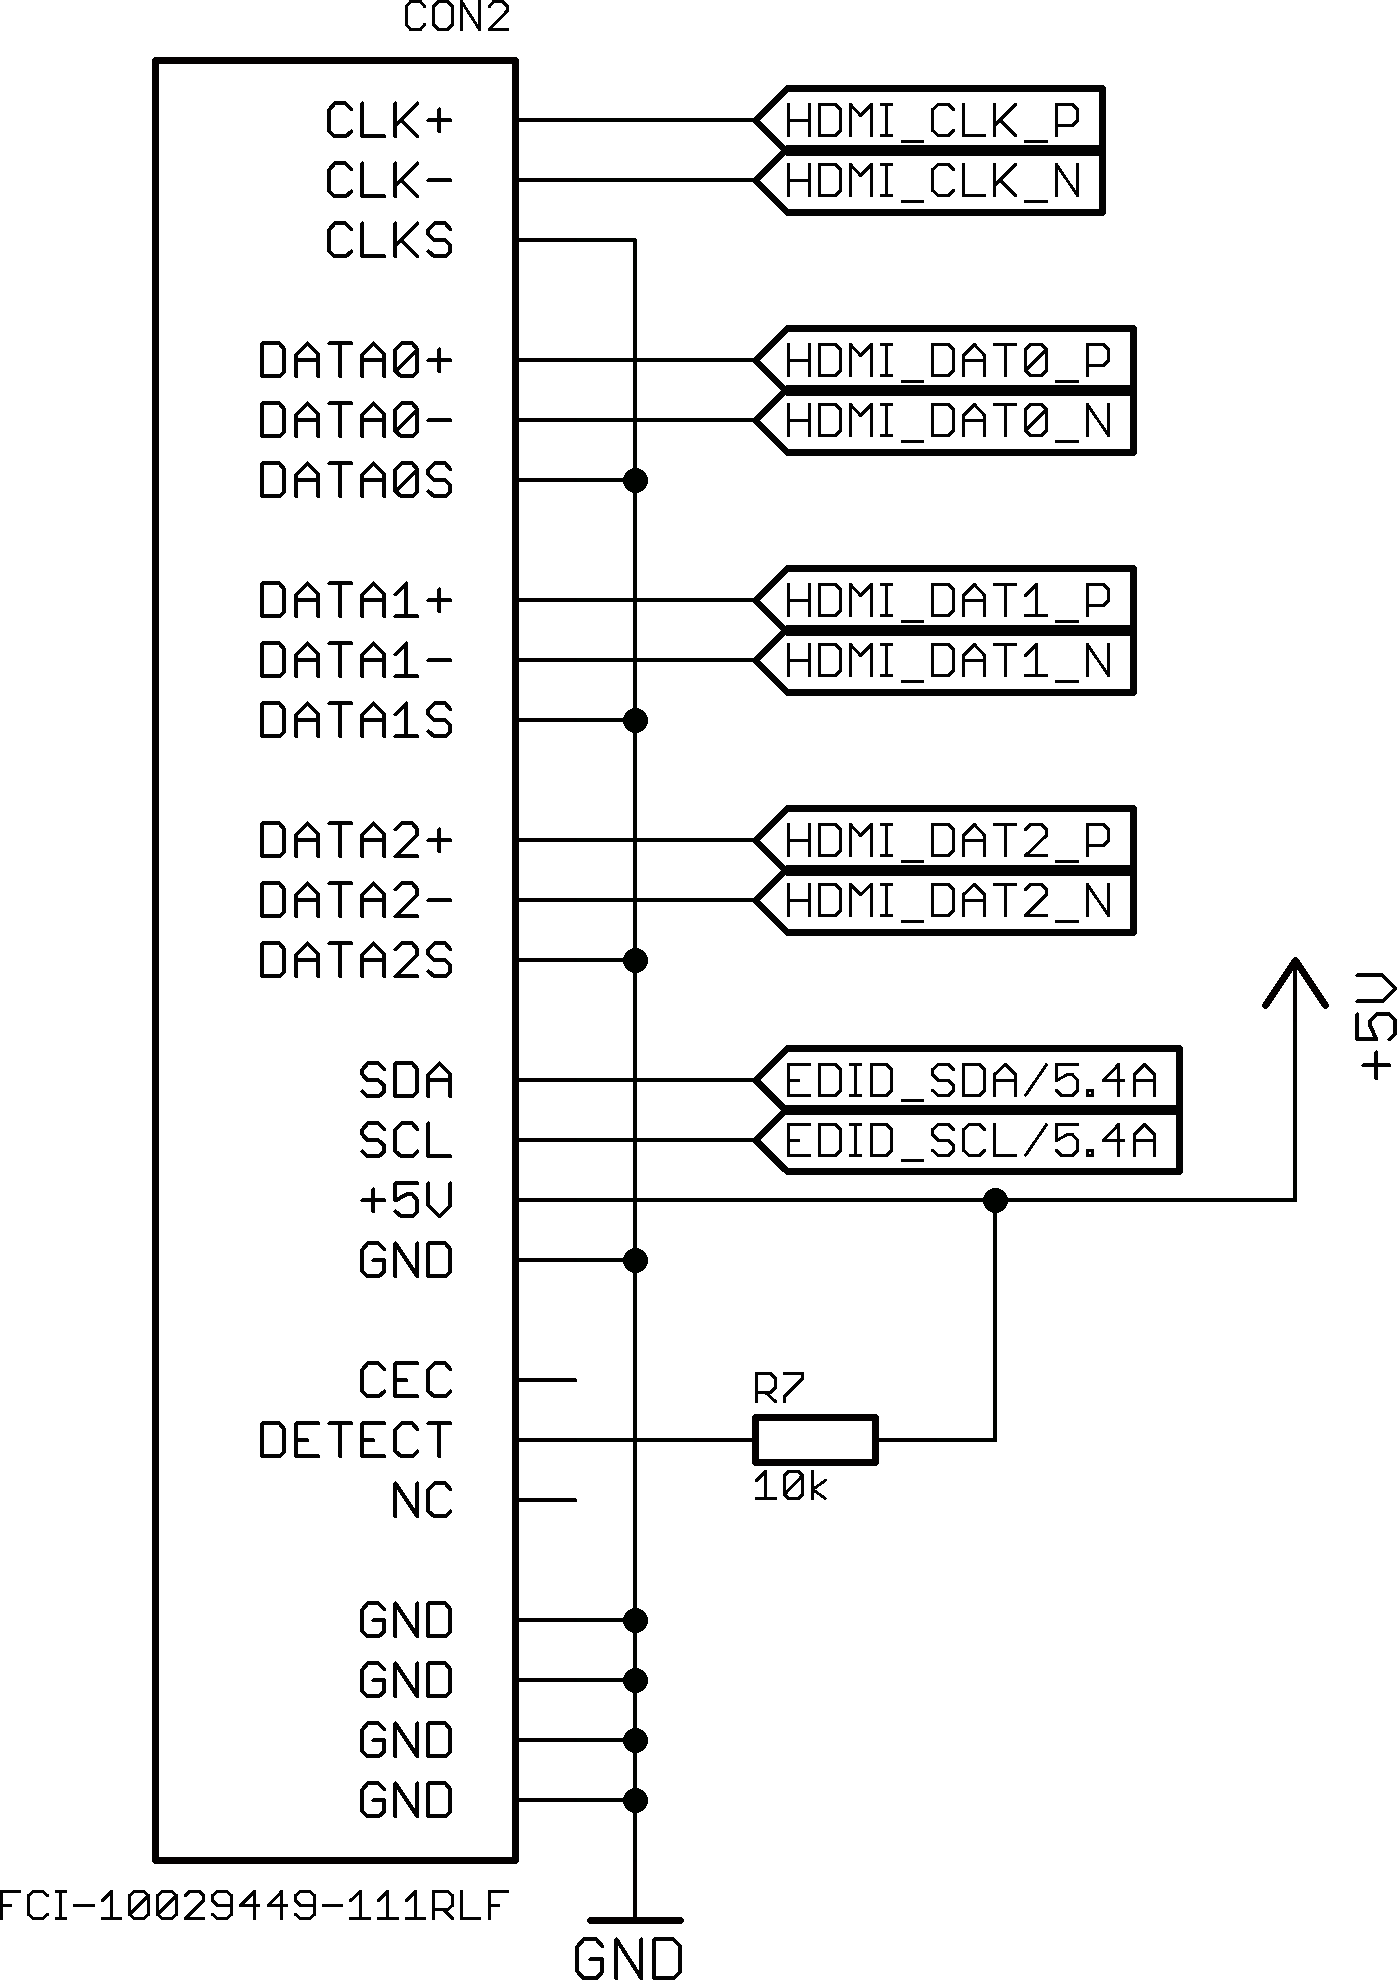 CON2
CLK+ HDMI_CLK_P
CLK- HDMI_CLK_N
CLKS
DATA0+ HDMI_DAT0_P
DATA0- HDMI_DAT0_N
DATA0S
DATA1+ HDMI_DAT1_P
DATA1- HDMI_DAT1_N
DATA1S
DATA2+ HDMI_DAT2_P
DATA2- HDMI_DAT2_N
DATA2S
+5V
SDA EDID_SDA/5.4A
SCL EDID_SCL/5.4A
+5V
GND
CEC
R7
DETECT
10k
NC
GND
GND
GND
GND
FCI-10029449-111RLF
GND